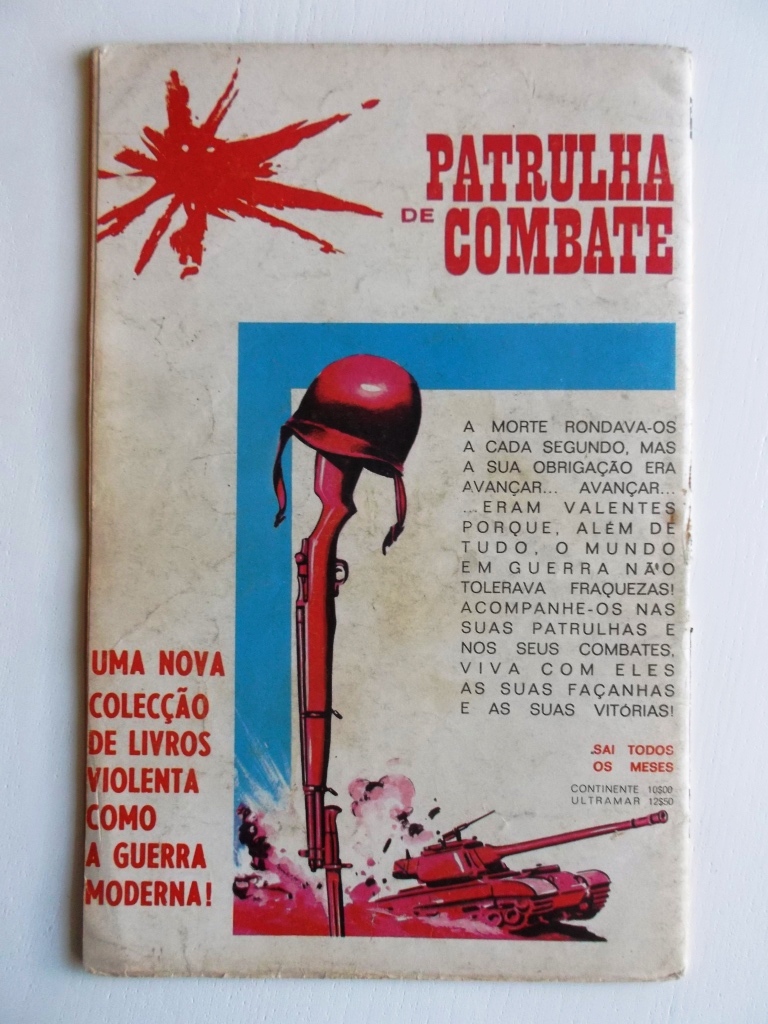 PATRULHA
DE COMBATE
A MORTE RONDAVA-OS
A CADA SEGUNDO, MAS
A SUA OBRIGAÇÃO ERA
AVANÇAR... AVANÇAR...
...ERAM VALENTES
PORQUE, ALÉM DE
TUDO, O MUNDO
EM GUERRA NÃO
TOLERAVA FRAQUEZAS!
ACOMPANHE-OS NAS
SUAS PATRULHAS E
NOS SEUS COMBATES,
VIVA COM ELES
AS SUAS FAÇANHAS
E AS SUAS VITÓRIAS!
UMA NOVA
COLECÇÃO
DE LIVROS
VIOLENTA
COMO
A GUERRA
MODERNA!
SAI TODOS
OS MESES
CONTINENTE 10$00
ULTRAMAR 12$50